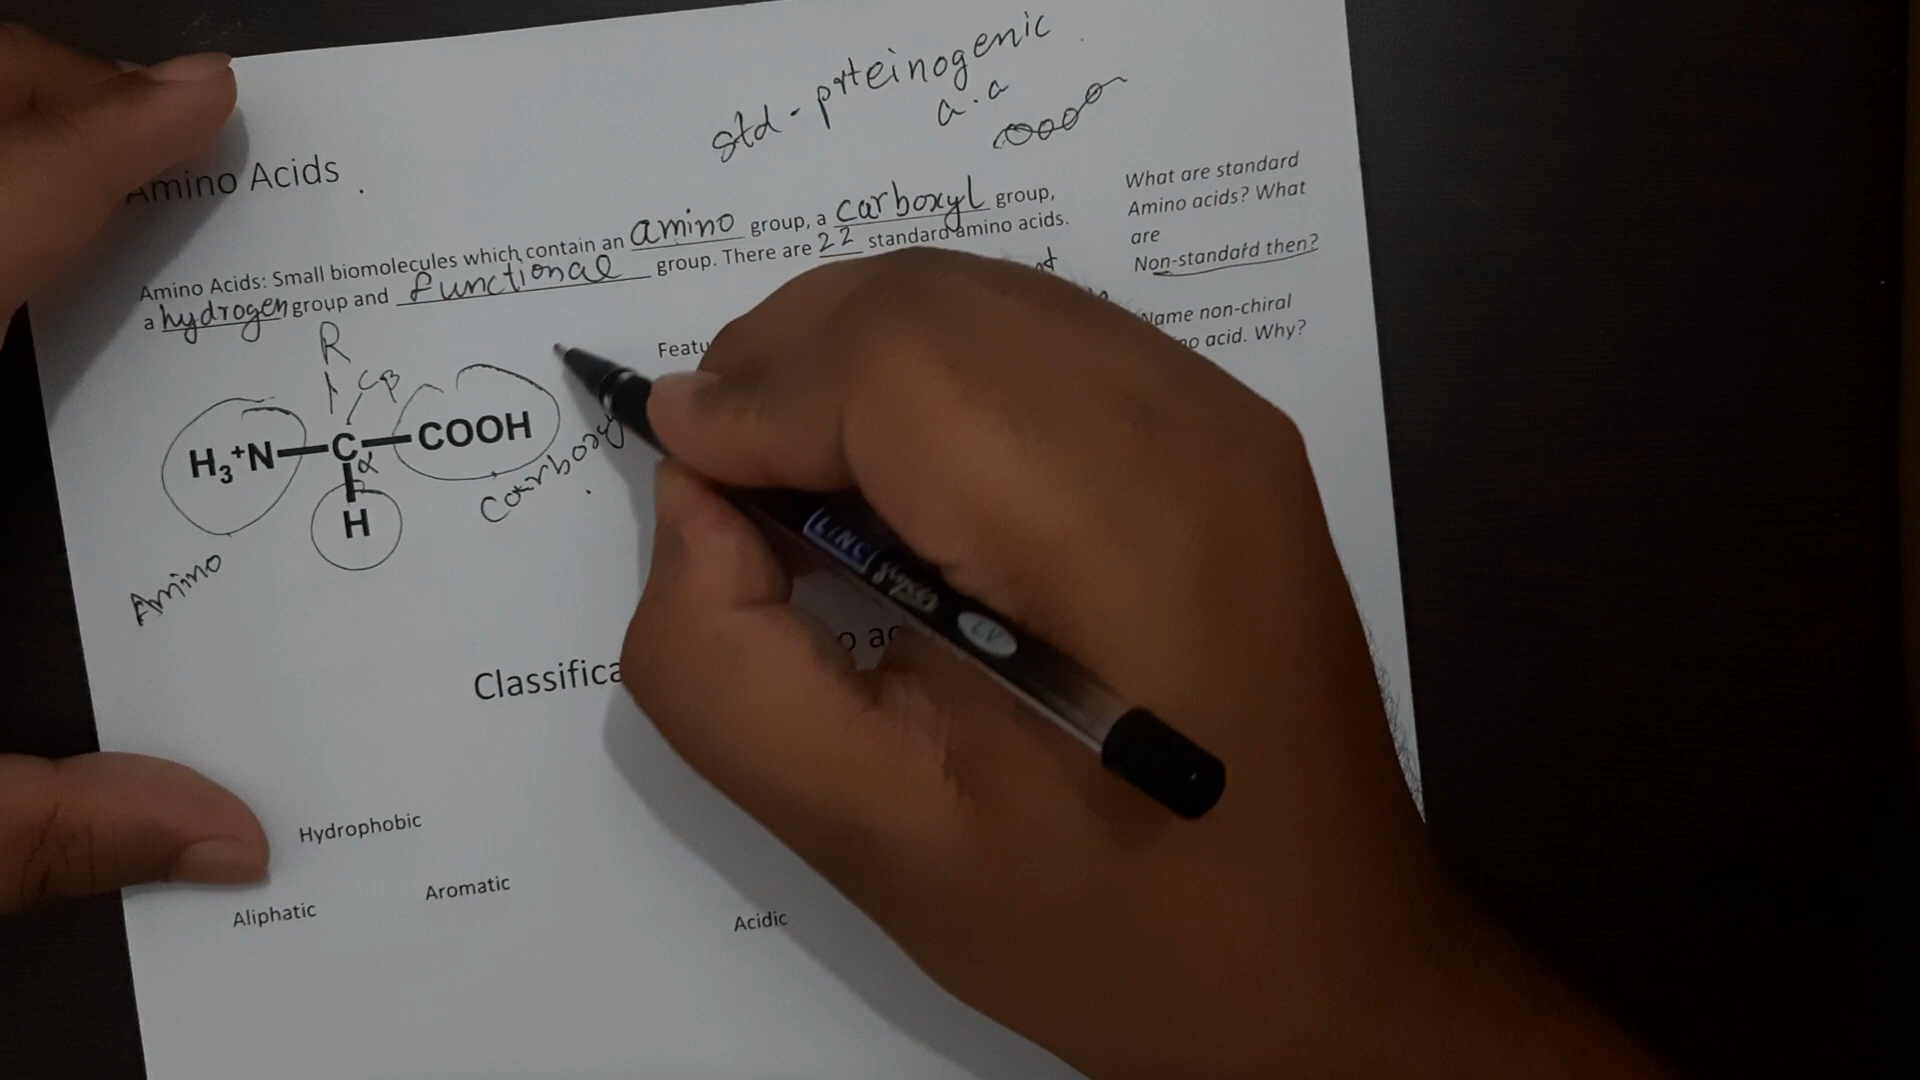 std - prteinogenic
a.a
Amino Acids
What are standard
Amino acids? What
are
Non-standard then?
Amino Acids: Small biomolecules which contain an amino group, a carboxyl group,
a hydrogen group and functional group. There are 22 standard amino acids.
Name non-chiral
acid. Why?
R
Cβ
H3+N—C—COOH
α
H
Carboxy
Amino
Classifica
Hydrophobic
Aliphatic
Aromatic
Acidic